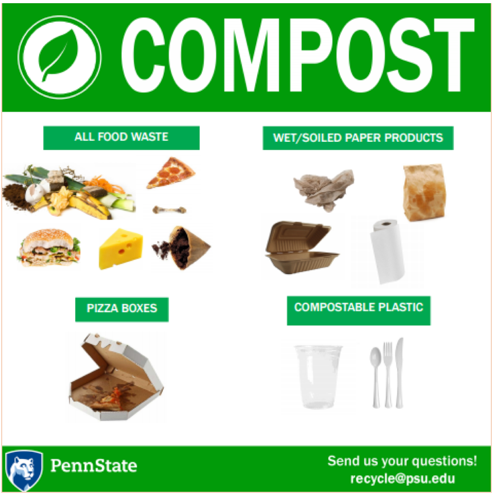 COMPOST
ALL FOOD WASTE
WET/SOILED PAPER PRODUCTS
PIZZA BOXES
COMPOSTABLE PLASTIC
PennState
Send us your questions!
recycle@psu.edu